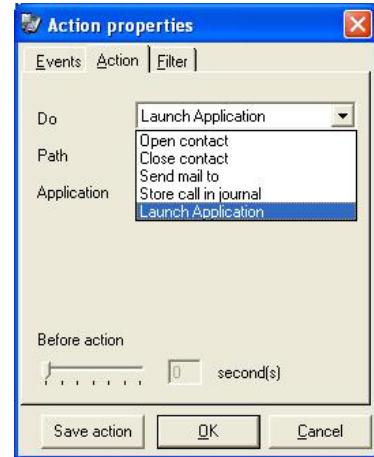 Action properties
Events Action Filter
Do Launch Application
Open contact
Path Close contact
Send mail to
Application Store call in journal
Launch Application
Before action
0 second(s)
Save action OK Cancel